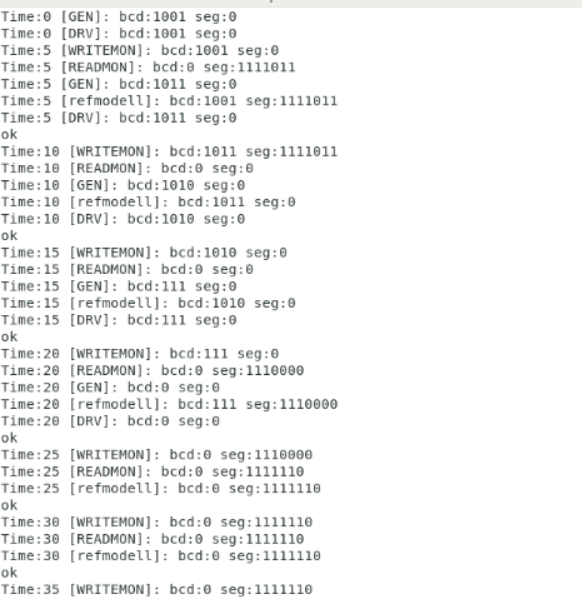 Time:0 [GEN]: bcd:1001 seg:0
Time:0 [DRV]: bcd:1001 seg:0
Time:5 [WRITEMON]: bcd:1001 seg:0
Time:5 [READMON]: bcd:0 seg:1111011
Time:5 [GEN]: bcd:1011 seg:0
Time:5 [refmodell]: bcd:1001 seg:1111011
Time:5 [DRV]: bcd:1011 seg:0
ok
Time:10 [WRITEMON]: bcd:1011 seg:1111011
Time:10 [READMON]: bcd:0 seg:0
Time:10 [GEN]: bcd:1010 seg:0
Time:10 [refmodell]: bcd:1011 seg:0
Time:10 [DRV]: bcd:1010 seg:0
ok
Time:15 [WRITEMON]: bcd:1010 seg:0
Time:15 [READMON]: bcd:0 seg:0
Time:15 [GEN]: bcd:111 seg:0
Time:15 [refmodell]: bcd:1010 seg:0
Time:15 [DRV]: bcd:111 seg:0
ok
Time:20 [WRITEMON]: bcd:111 seg:0
Time:20 [READMON]: bcd:0 seg:1110000
Time:20 [GEN]: bcd:0 seg:0
Time:20 [refmodell]: bcd:111 seg:1110000
Time:20 [DRV]: bcd:0 seg:0
ok
Time:25 [WRITEMON]: bcd:0 seg:1110000
Time:25 [READMON]: bcd:0 seg:1111110
Time:25 [refmodell]: bcd:0 seg:1111110
ok
Time:30 [WRITEMON]: bcd:0 seg:1111110
Time:30 [READMON]: bcd:0 seg:1111110
Time:30 [refmodell]: bcd:0 seg:1111110
ok
Time:35 [WRITEMON]: bcd:0 seg:1111110